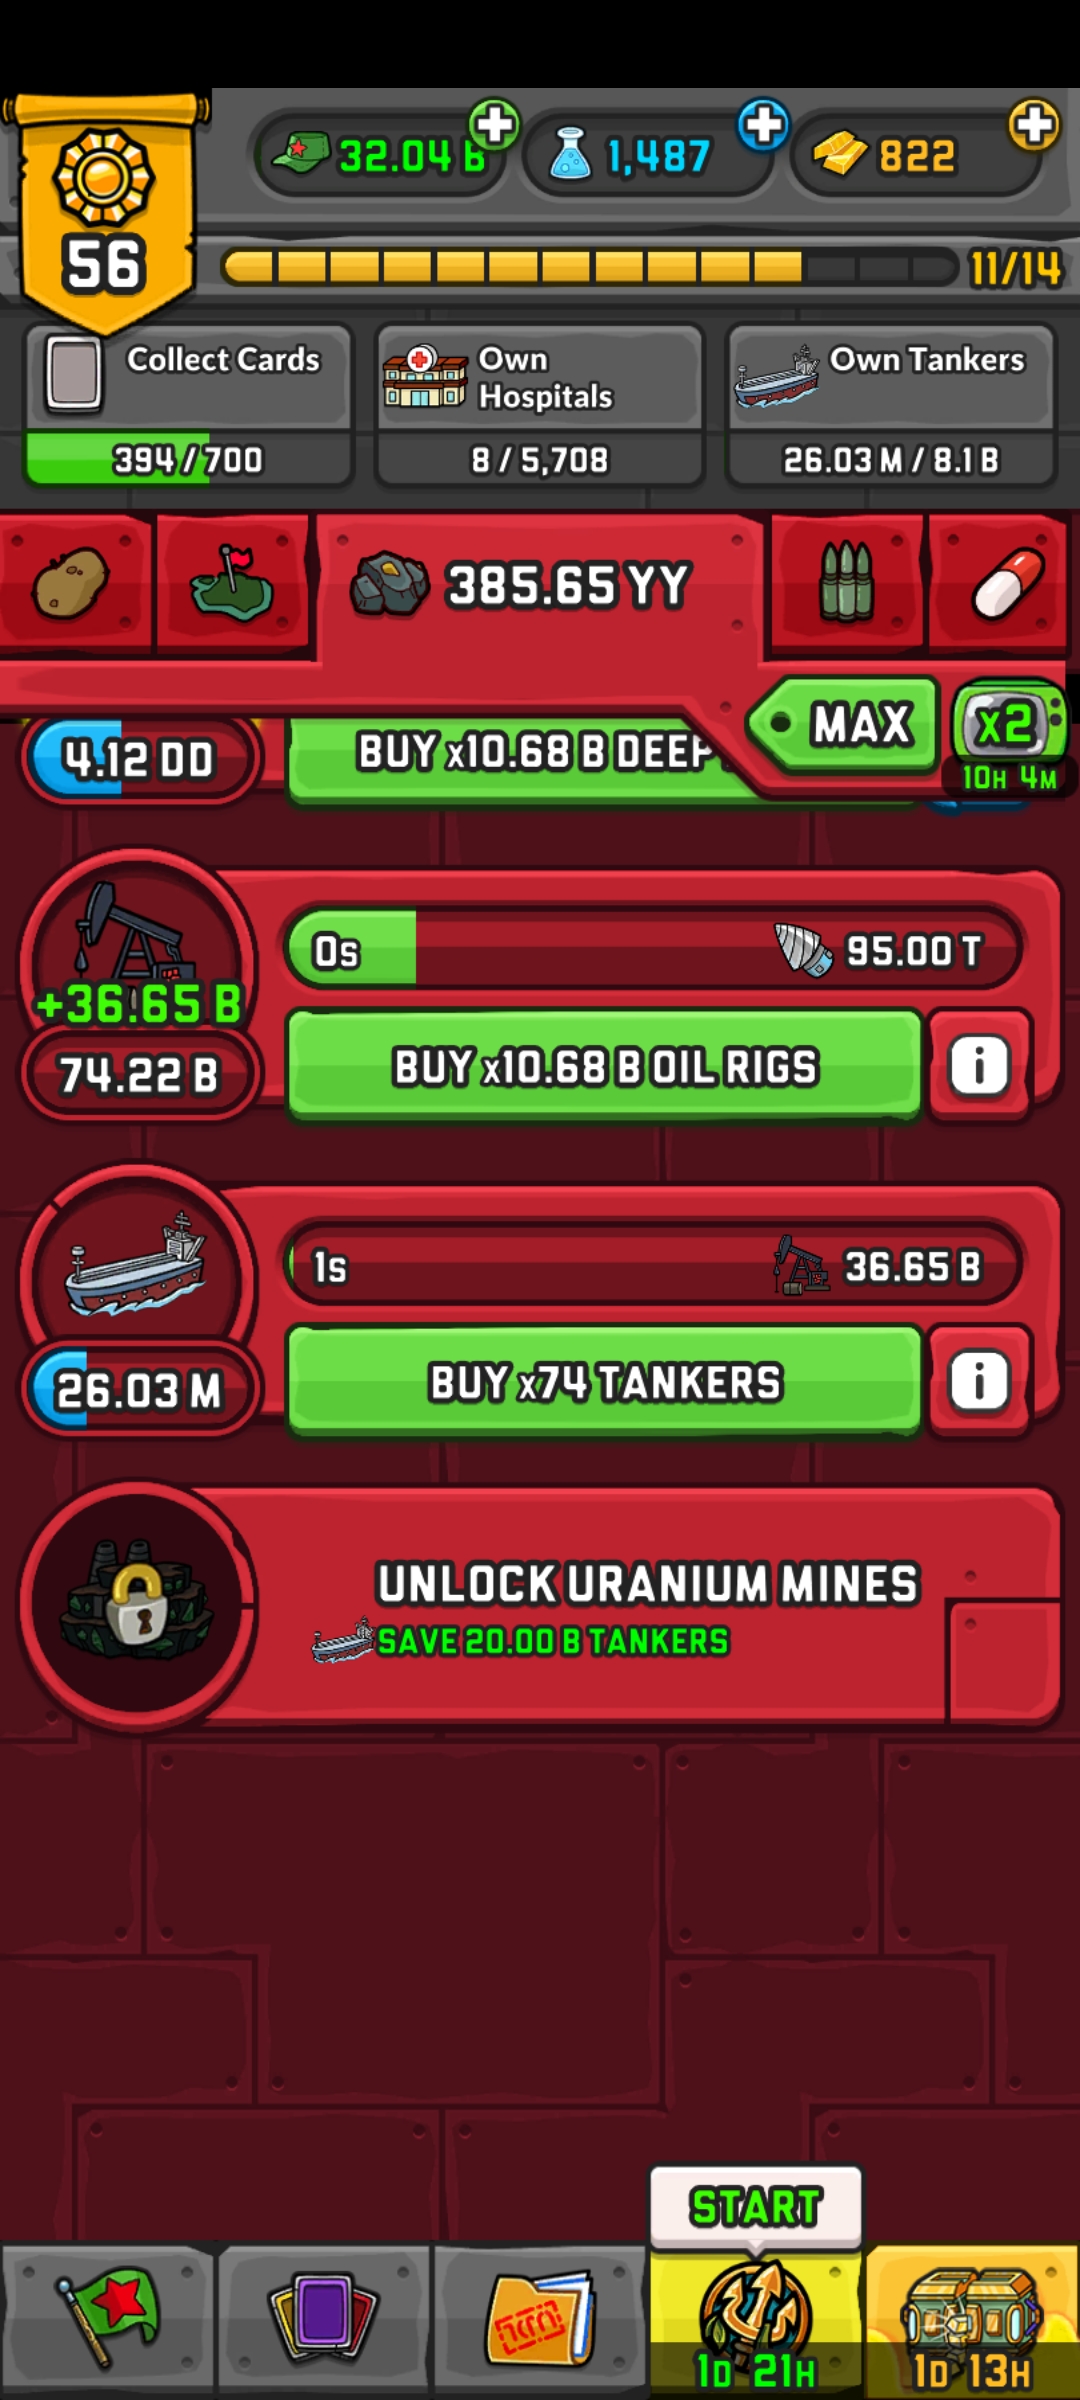 32.04 B
1,487
822
56
11/14
Collect Cards
394/700
Own
Hospitals
8/5,708
Own Tankers
26.03 M/8.1 B
385.65 YY
MAX
x2
10H 4M
4.12 DD
BUY x10.68 B DEEP
0s
95.00 T
+36.65 B
74.22 B
BUY x10.68 B OIL RIGS
i
1s
36.65 B
26.03 M
BUY x74 TANKERS
i
UNLOCK URANIUM MINES
SAVE 20.00 B TANKERS
START
1D 21H
1D 13H